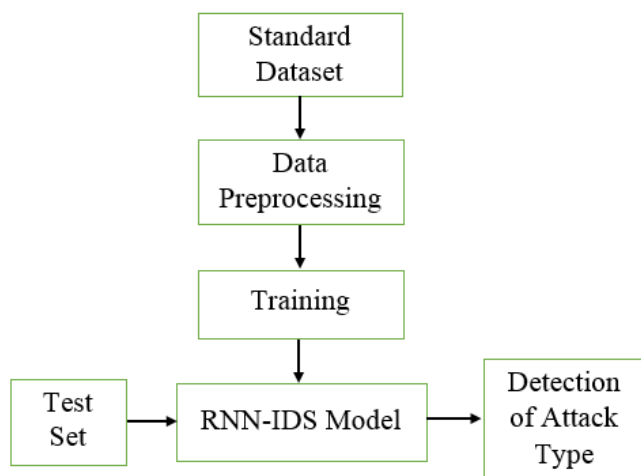 Standard
Dataset
Data
Preprocessing
Training
Test
Set
RNN-IDS Model
Detection
of Attack
Type